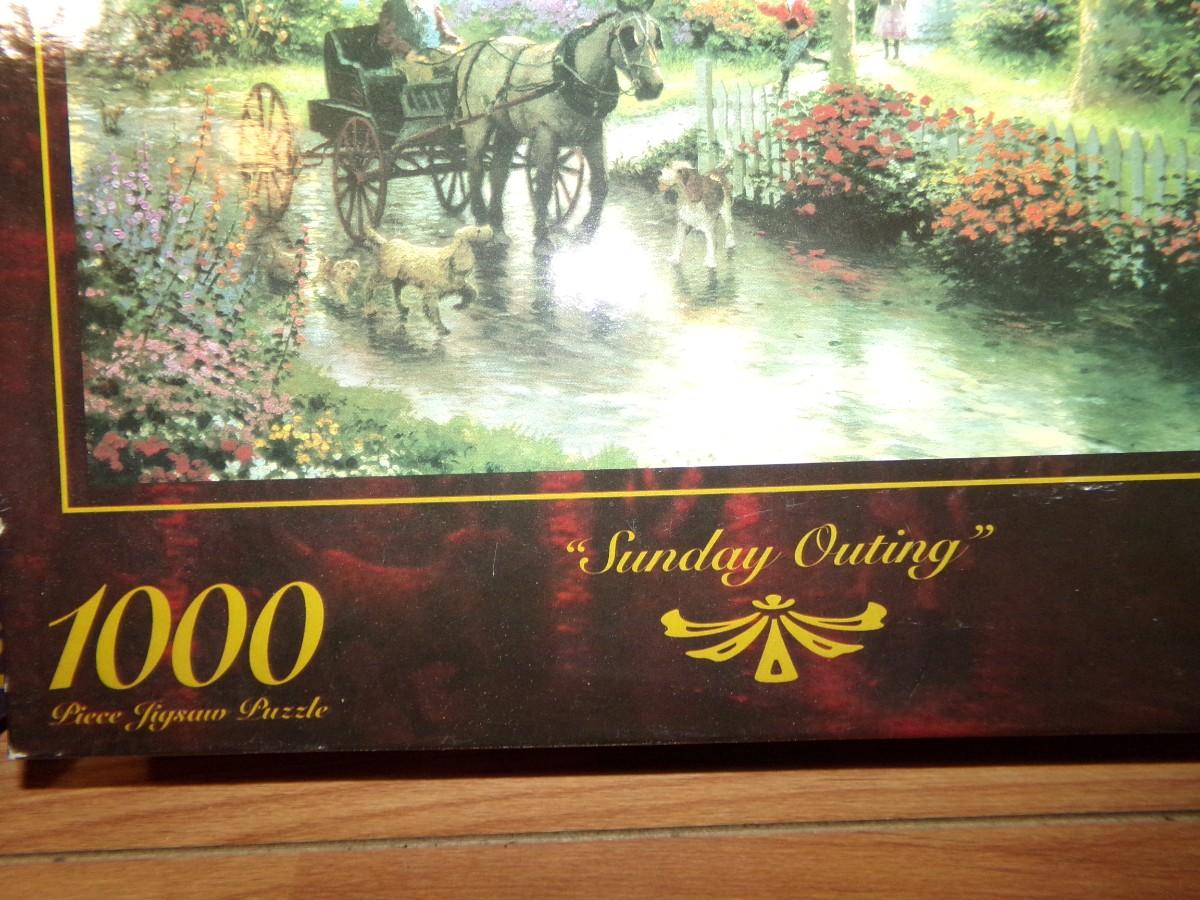 “Sunday Outing”
1000
Piece Jigsaw Puzzle